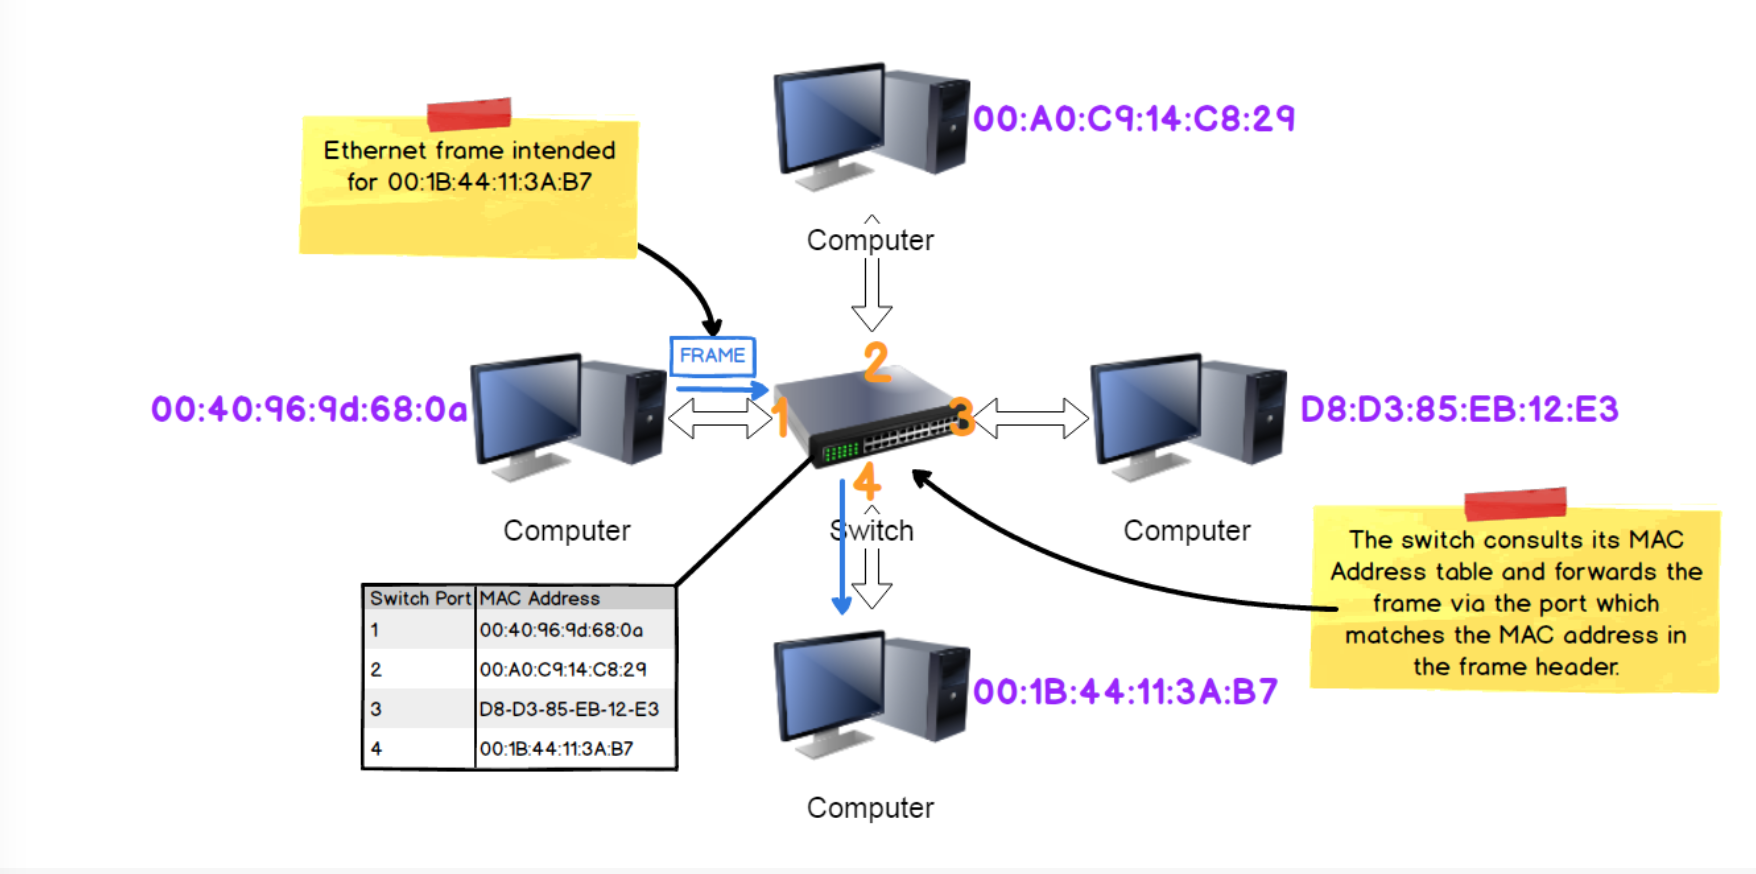 00:A0:C9:14:C8:29
Ethernet frame intended
for 00:1B:44:11:3A:B7
Computer
FRAME
2
00:40:96:9d:68:0a
1
3
D8:D3:85:EB:12:E3
4
Computer
Switch
Computer
The switch consults its MAC
Address table and forwards the
frame via the port which
matches the MAC address in
the frame header.
Switch Port MAC Address
1 00:40:96:9d:68:0a
2 00:A0:C9:14:C8:29
3 D8-D3-85-EB-12-E3
4 00:1B:44:11:3A:B7
00:1B:44:11:3A:B7
Computer